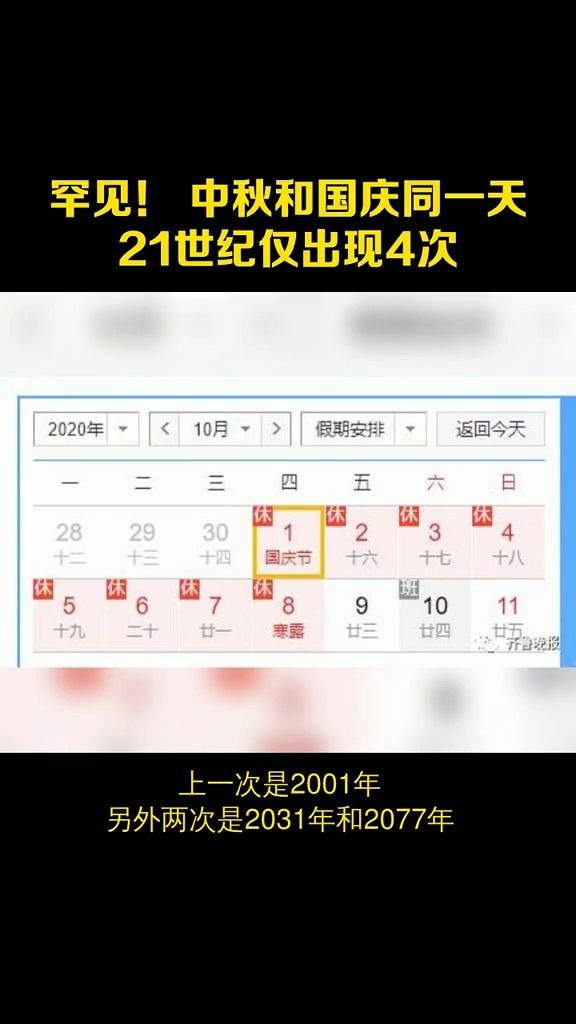 罕见! 中秋和国庆同一天
21世纪仅出现4次
2020年 10月 假期安排 返回今天
一 二 三 四 五 六 日
休 休 休 休
28 29 30 1 2 3 4
十二 十三 十四 国庆节 十六 十七 十八
休 休 休 休 班
5 6 7 8 9 10 11
十九 二十 廿一 寒露 廿三 廿四 廿五
齐鲁晚报
上一次是2001年
另外两次是2031年和2077年